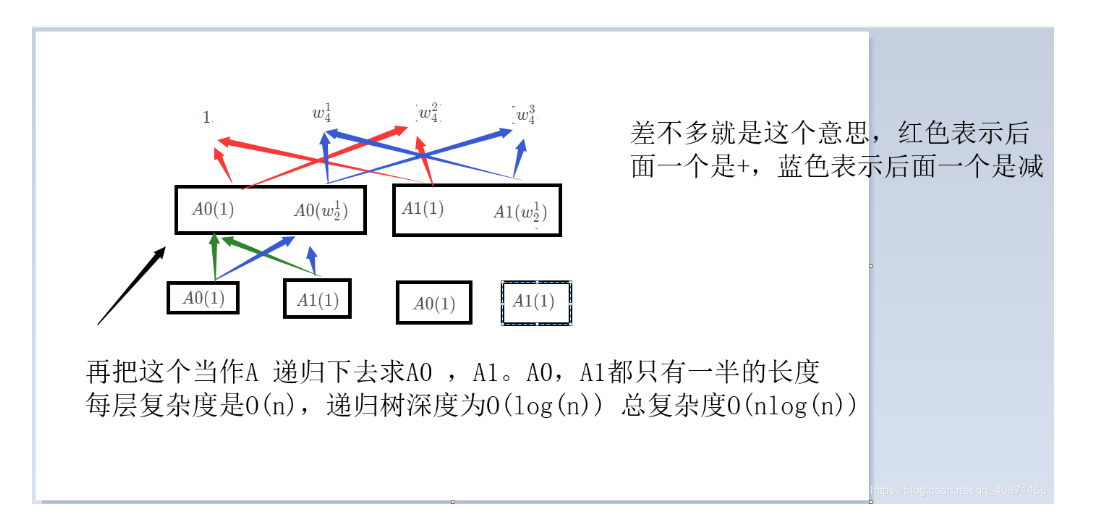 1.
w_4^1
w_4^2
w_4^3
差不多就是这个意思，红色表示后
面一个是+，蓝色表示后面一个是减
A0(1) A0(w_2^1) A1(1) A1(w_2^1)
A0(1) A1(1) A0(1) A1(1)
再把这个当作A 递归下去求A0 ，A1。A0，A1都只有一半的长度
每层复杂度是O(n)，递归树深度为O(log(n)) 总复杂度O(nlog(n))
https://blog.csdn.net/qq_40871466